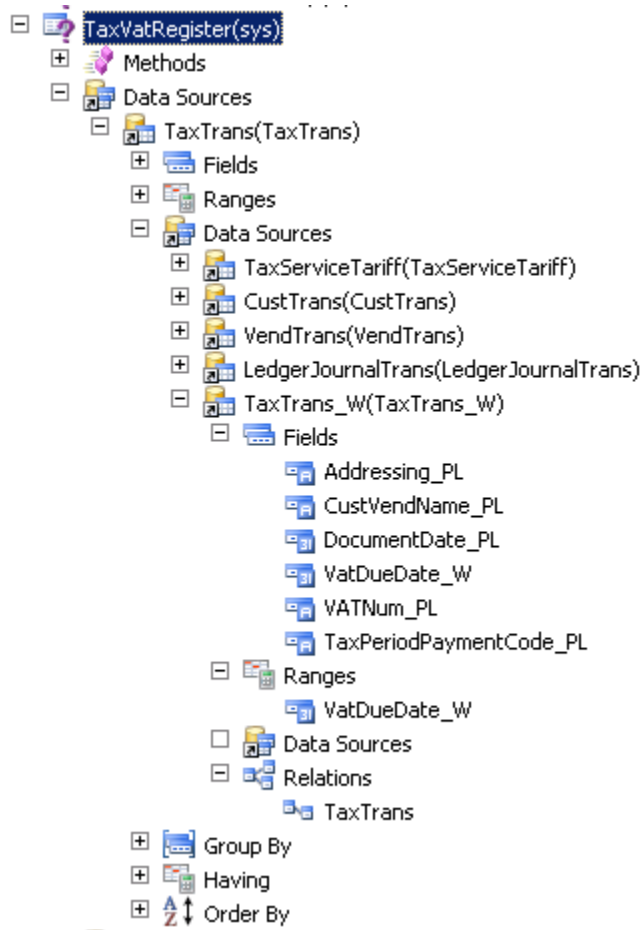 TaxVatRegister(sys)
Methods
Data Sources
TaxTrans(TaxTrans)
Fields
Ranges
Data Sources
TaxServiceTariff(TaxServiceTariff)
CustTrans(CustTrans)
VendTrans(VendTrans)
LedgerJournalTrans(LedgerJournalTrans)
TaxTrans_W(TaxTrans_W)
Fields
Addressing_PL
CustVendName_PL
DocumentDate_PL
VatDueDate_W
VATNum_PL
TaxPeriodPaymentCode_PL
Ranges
VatDueDate_W
Data Sources
Relations
TaxTrans
Group By
Having
Order By